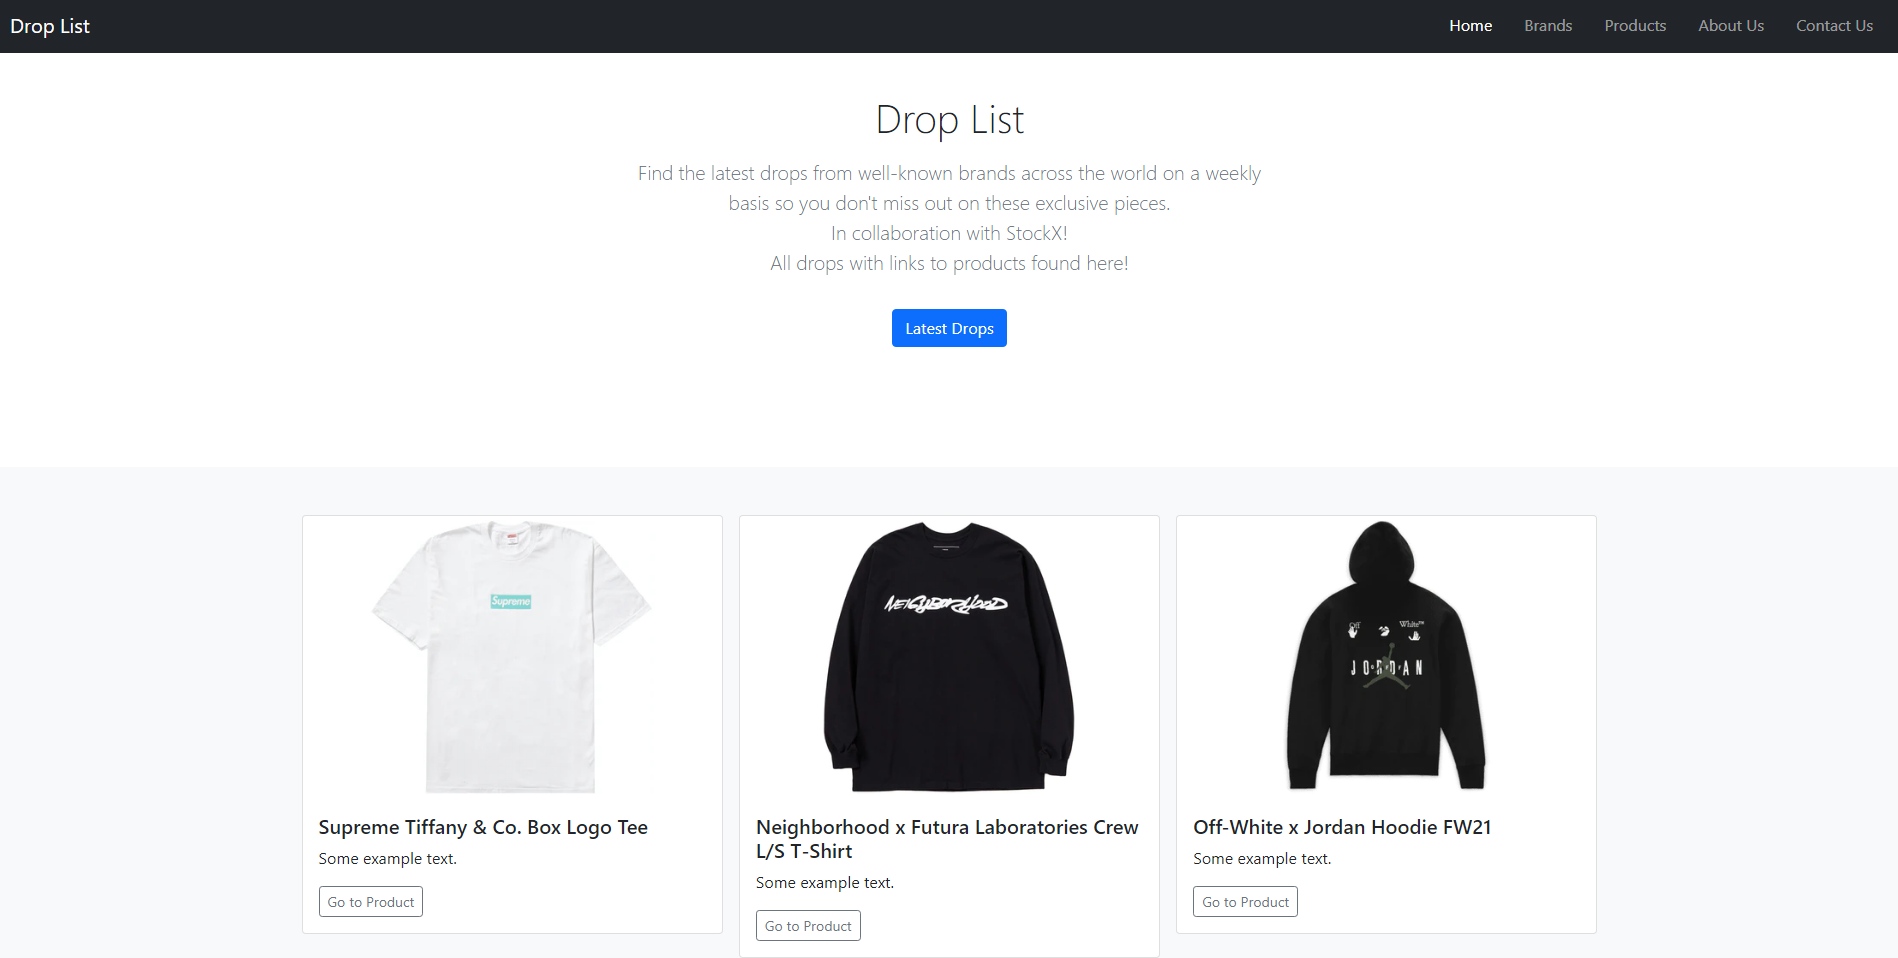 Drop List
Home Brands Products About Us Contact Us
Drop List
Find the latest drops from well-known brands across the world on a weekly
basis so you don't miss out on these exclusive pieces.
In collaboration with StockX!
All drops with links to products found here!
Latest Drops
Supreme
Supreme Tiffany & Co. Box Logo Tee
Some example text.
Go to Product
NEIGHBORHOOD
Neighborhood x Futura Laboratories Crew
L/S T-Shirt
Some example text.
Go to Product
Off White™
JORDAN
Off-White x Jordan Hoodie FW21
Some example text.
Go to Product